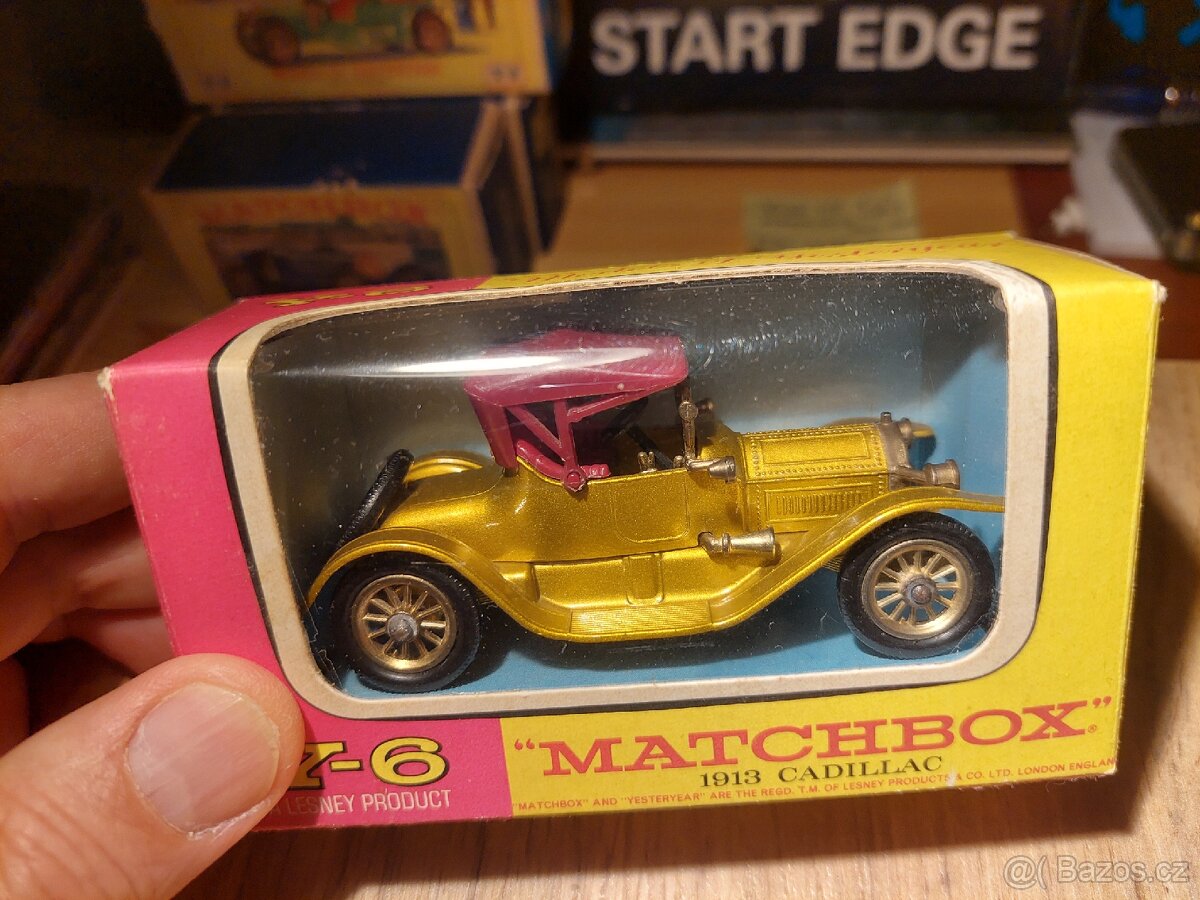 START EDGE
Y-6
LESNEY PRODUCT
"MATCHBOX"®
1913 CADILLAC
"MATCHBOX" AND "YESTERYEAR" ARE THE REGD. T.M. OF LESNEY PRODUCTS & CO. LTD. LONDON ENGLAN
@( Bazos.cz